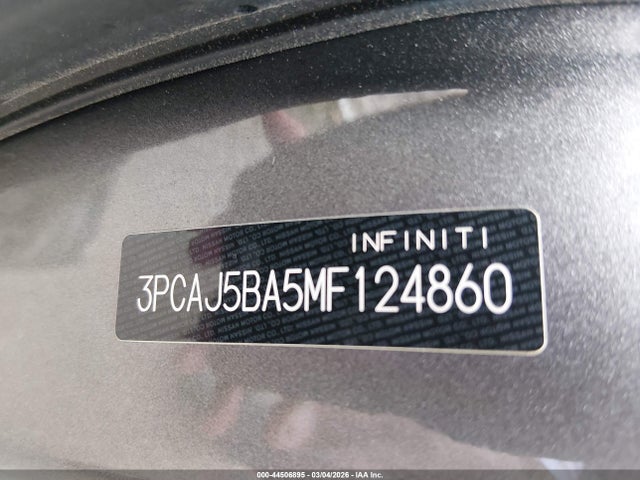 INFINITI
3PCAJ5BA5MF124860
000-44506895 - 03/04/2026 - IAA Inc.